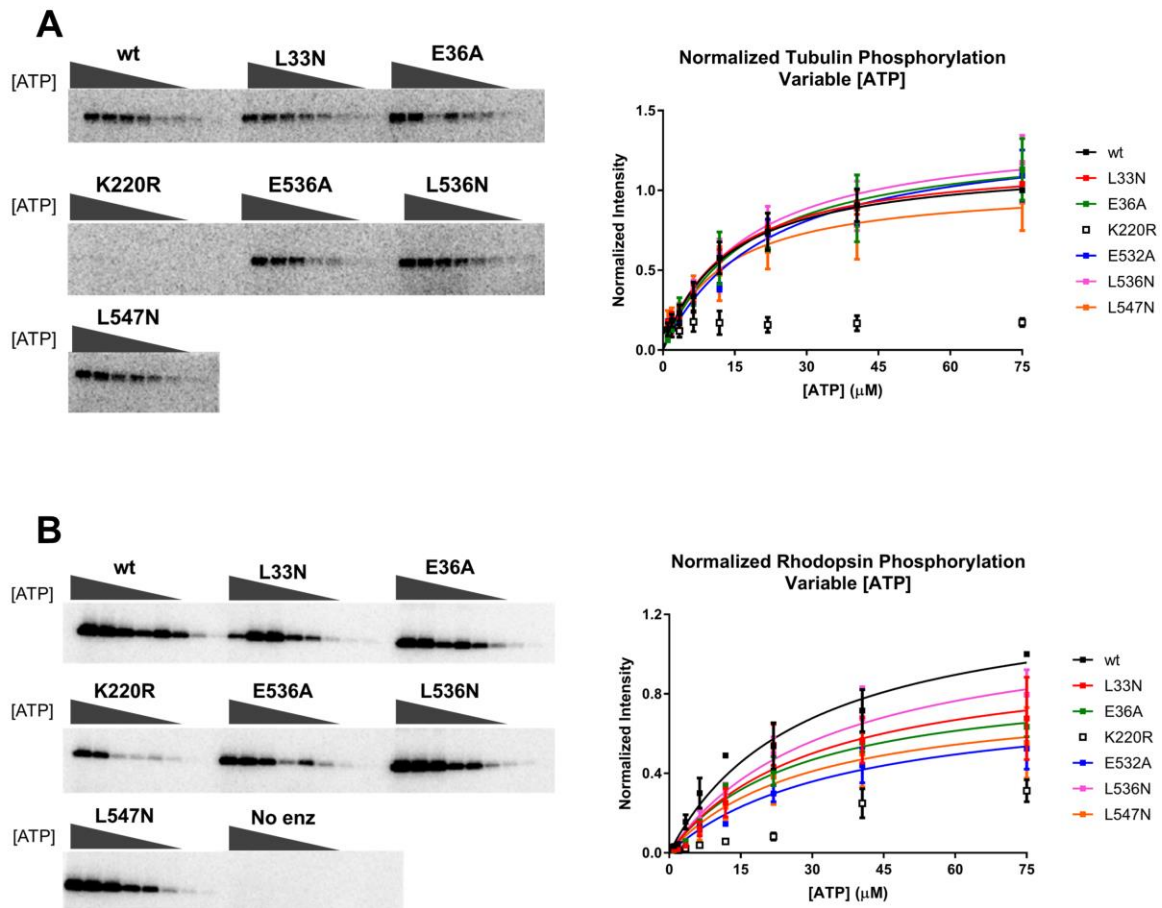 A
wt L33N E36A
[ATP]
K220R E536A L536N
[ATP]
L547N
[ATP]
Normalized Tubulin Phosphorylation
Variable [ATP]
1.5
1.0
0.5
0.0
Normalized Intensity
0 15 30 45 60 75
[ATP] (μM)
wt
L33N
E36A
K220R
E532A
L536N
L547N
B
wt L33N E36A
[ATP]
K220R E536A L536N
[ATP]
L547N No enz
[ATP]
Normalized Rhodopsin Phosphorylation
Variable [ATP]
1.2
0.8
0.4
0.0
Normalized Intensity
0 15 30 45 60 75
[ATP] (μM)
wt
L33N
E36A
K220R
E532A
L536N
L547N